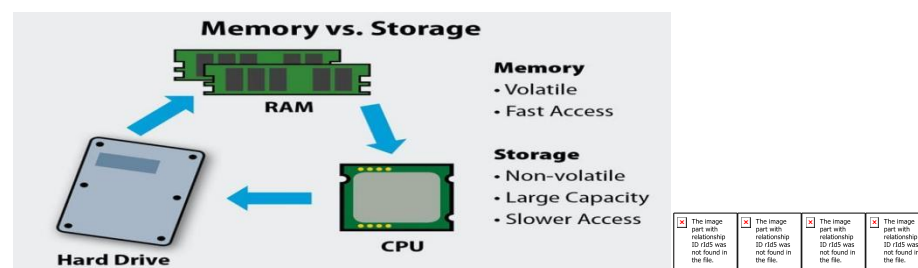 Memory vs. Storage
RAM
Memory
• Volatile
• Fast Access
Storage
• Non-volatile
• Large Capacity
• Slower Access
CPU
Hard Drive
The image
part with
relationship
ID rId5 was
not found in
the file.
The image
part with
relationship
ID rId5 was
not found in
the file.
The image
part with
relationship
ID rId5 was
not found in
the file.
The image
part with
relationship
ID rId5 was
not found in
the file.